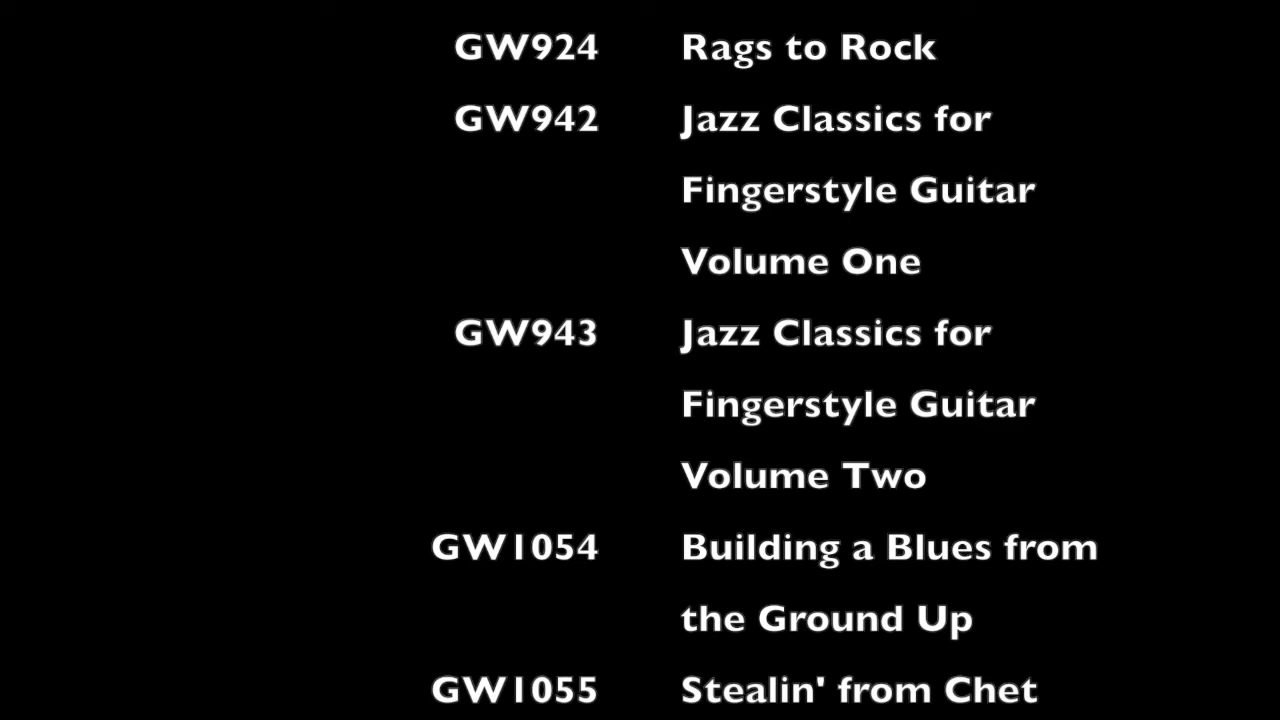 GW924 Rags to Rock
GW942 Jazz Classics for
Fingerstyle Guitar
Volume One
GW943 Jazz Classics for
Fingerstyle Guitar
Volume Two
GW1054 Building a Blues from
the Ground Up
GW1055 Stealin' from Chet